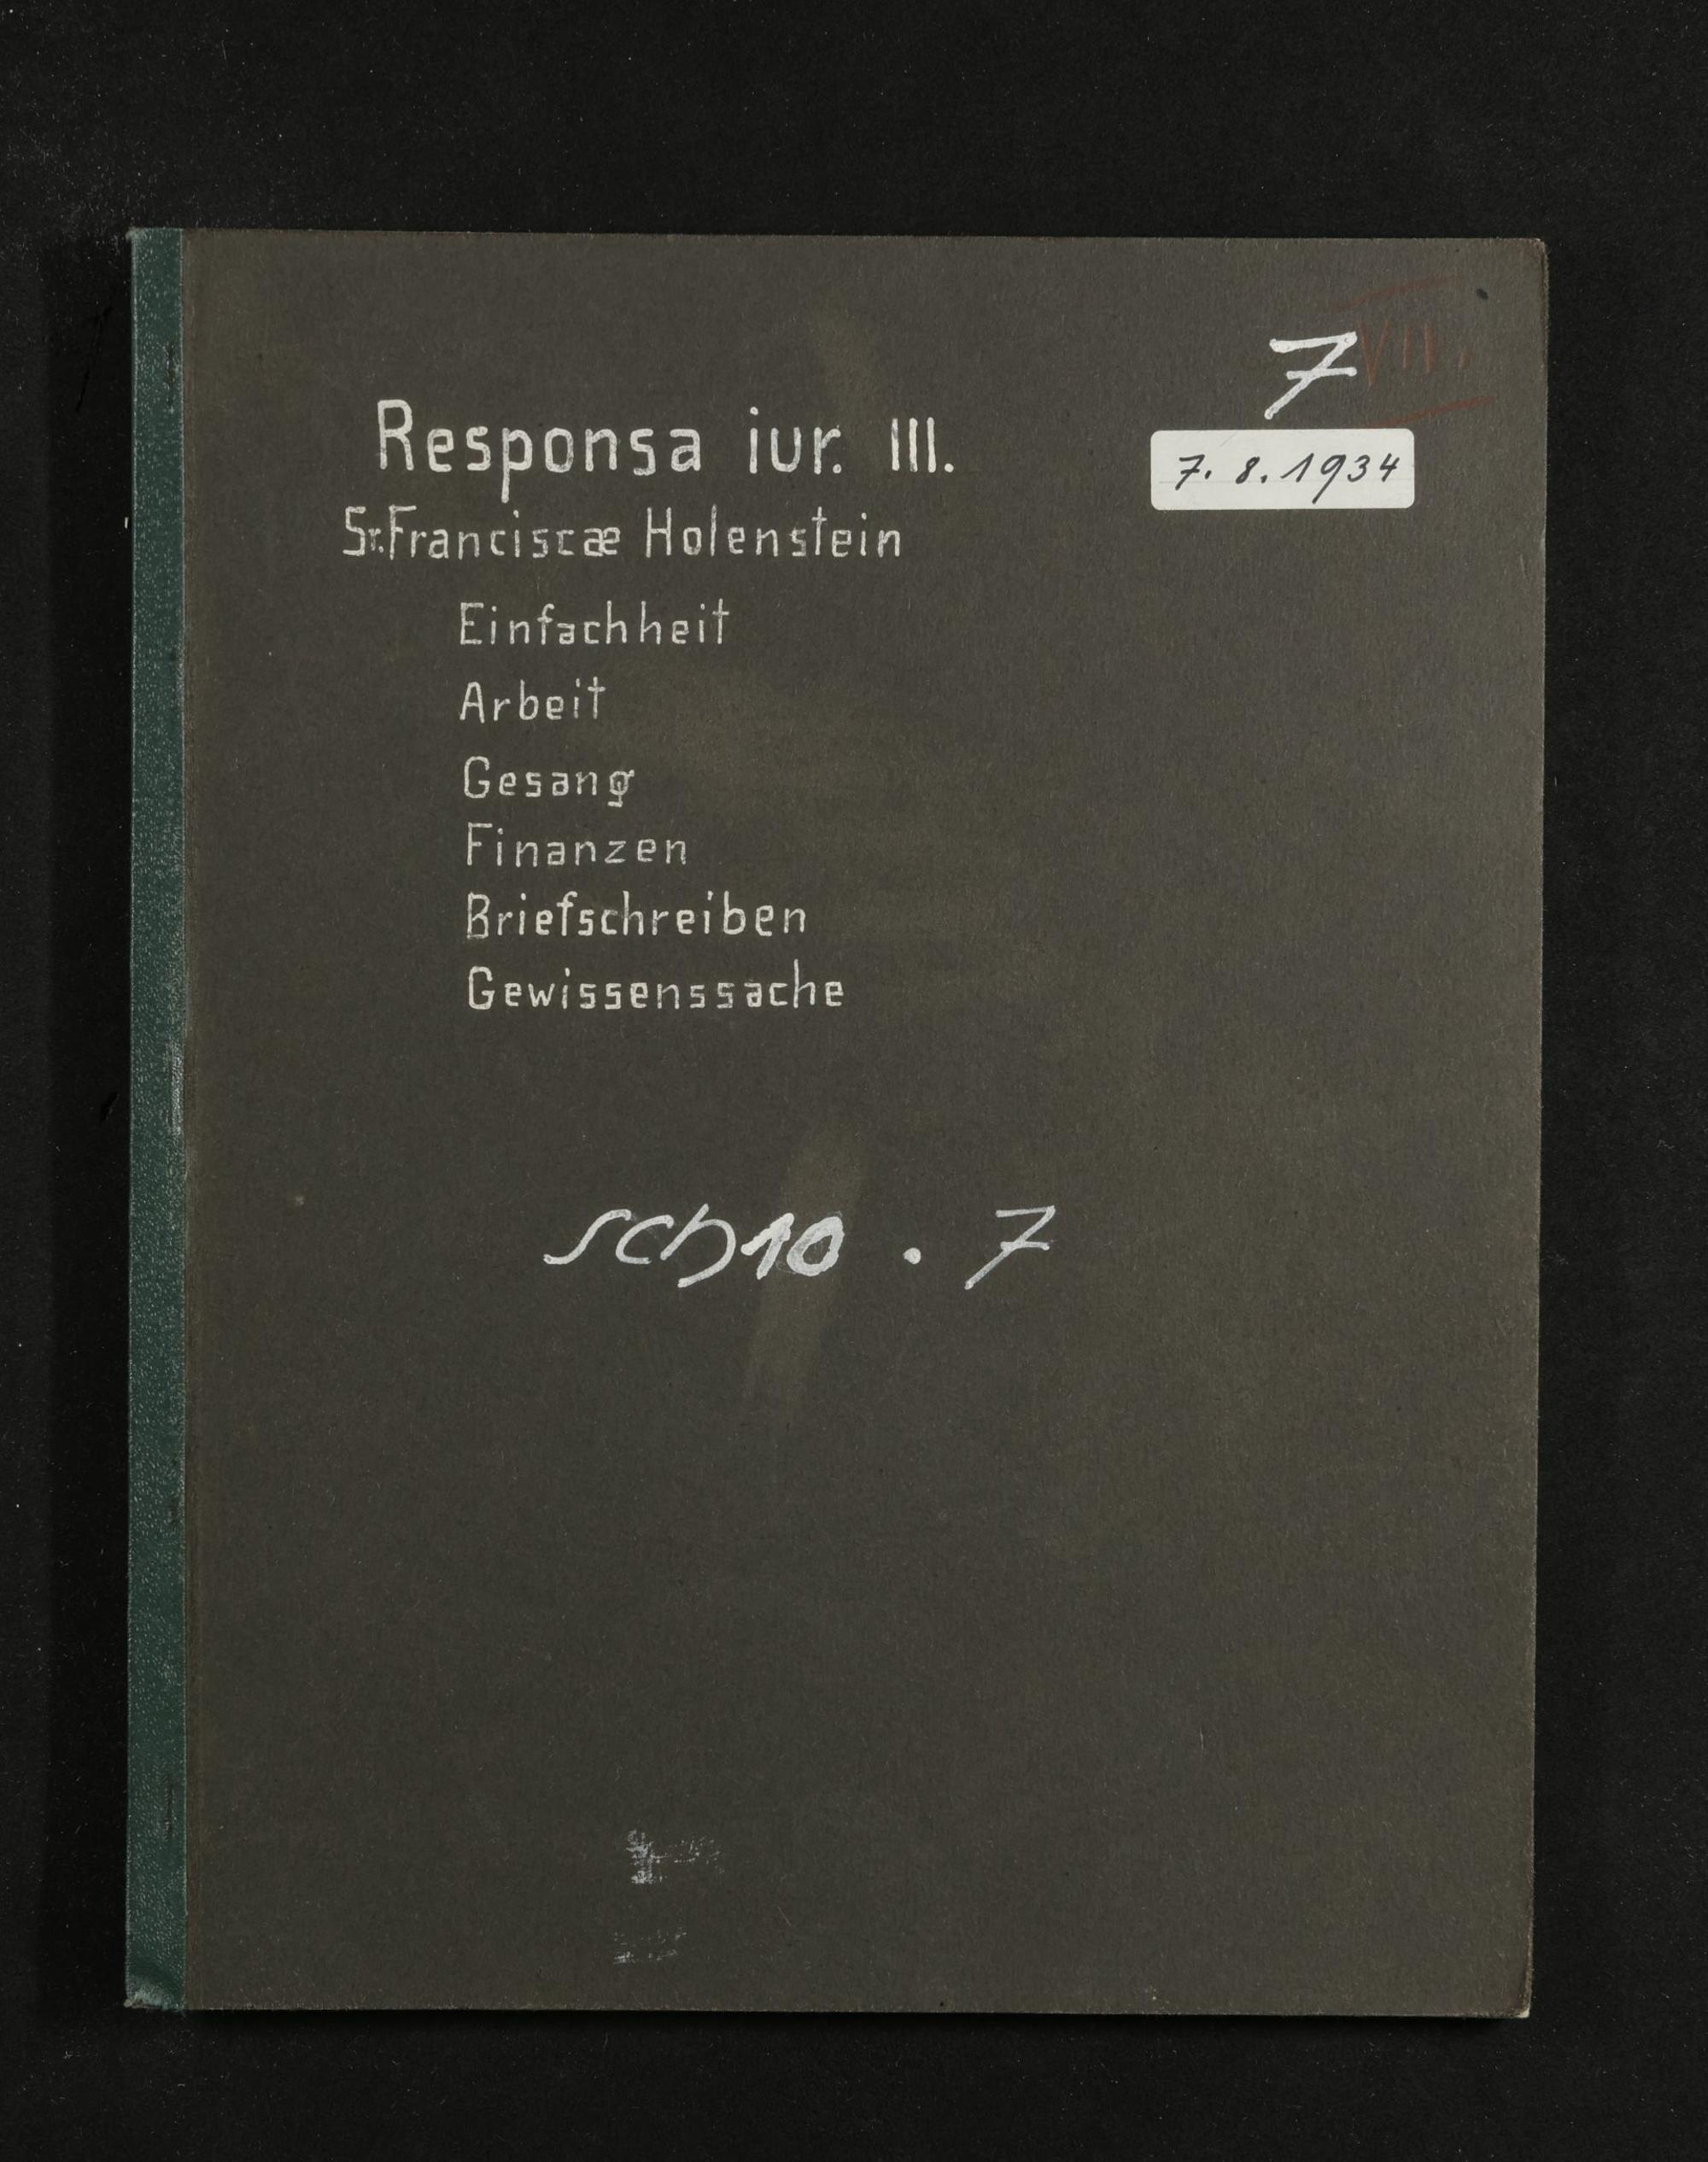 7 VII.
7. 8. 1934
Responsa iur. III.
Sr. Franciscæ Holenstein
Einfachheit
Arbeit
Gesang
Finanzen
Briefschreiben
Gewissenssache
sch10 . 7